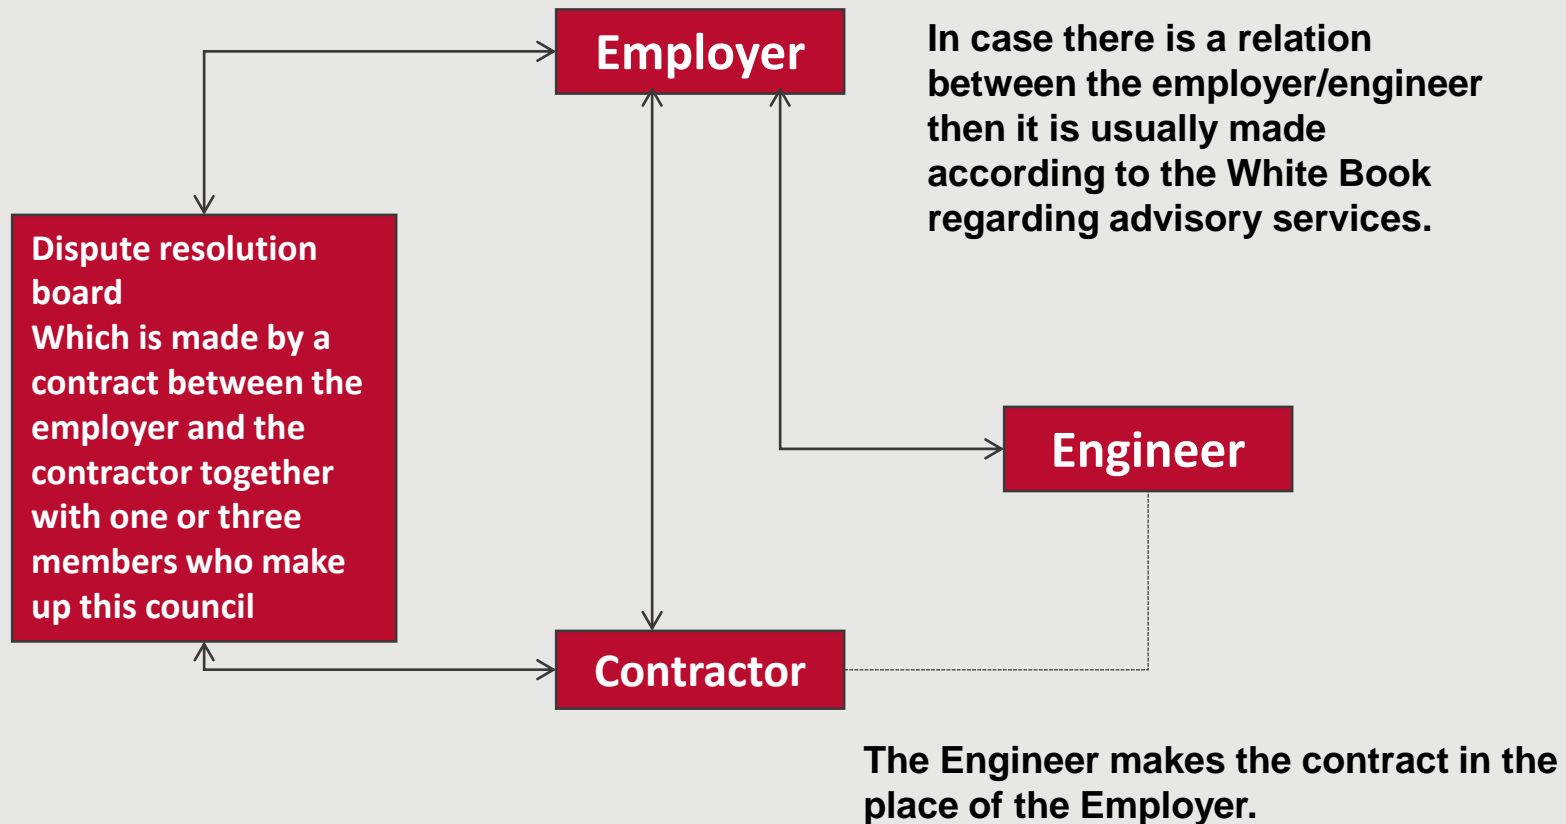 Employer
In case there is a relation
between the employer/engineer
then it is usually made
according to the White Book
regarding advisory services.
Dispute resolution
board
Which is made by a
contract between the
employer and the
contractor together
with one or three
members who make
up this council
Engineer
Contractor
The Engineer makes the contract in the
place of the Employer.